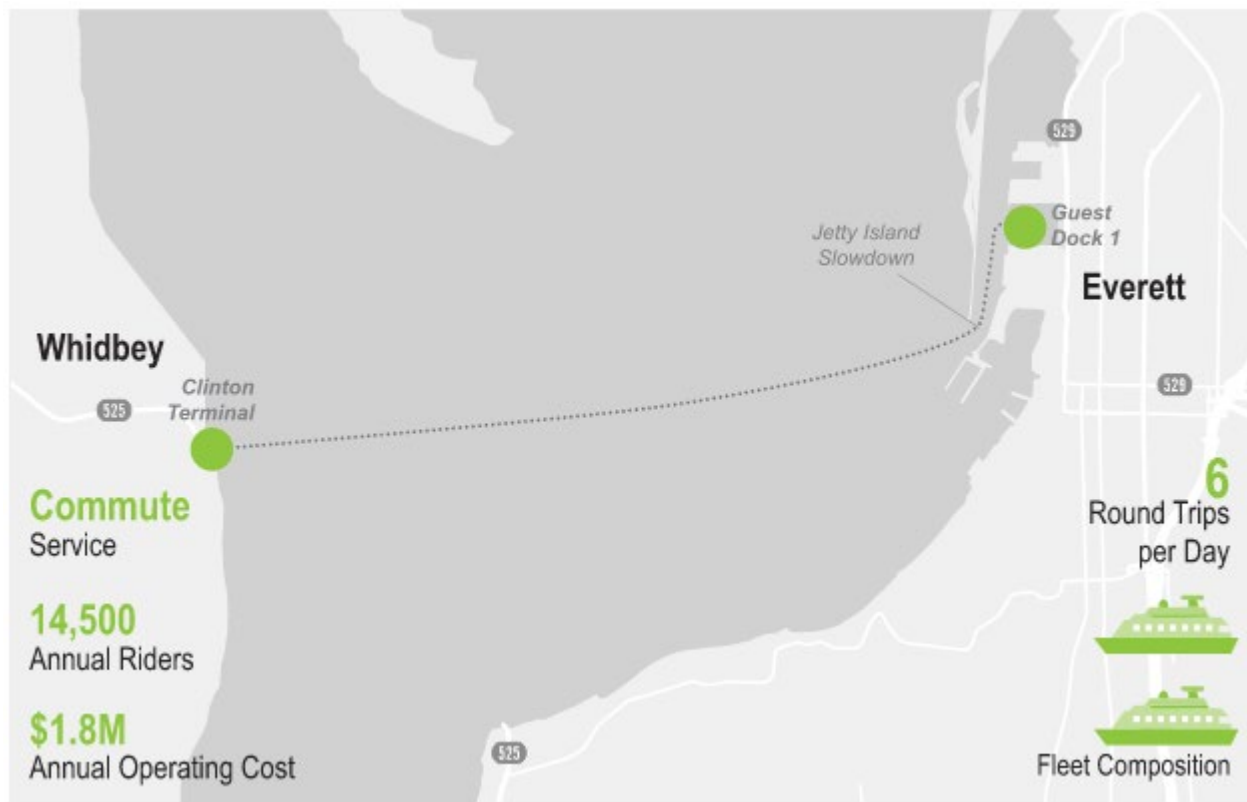 529
Guest
Dock 1
Jetty Island
Slowdown
Everett
Whidbey
Clinton
Terminal
525
529
Commute
Service
6
Round Trips
per Day
14,500
Annual Riders
$1.8M
Annual Operating Cost
525
Fleet Composition